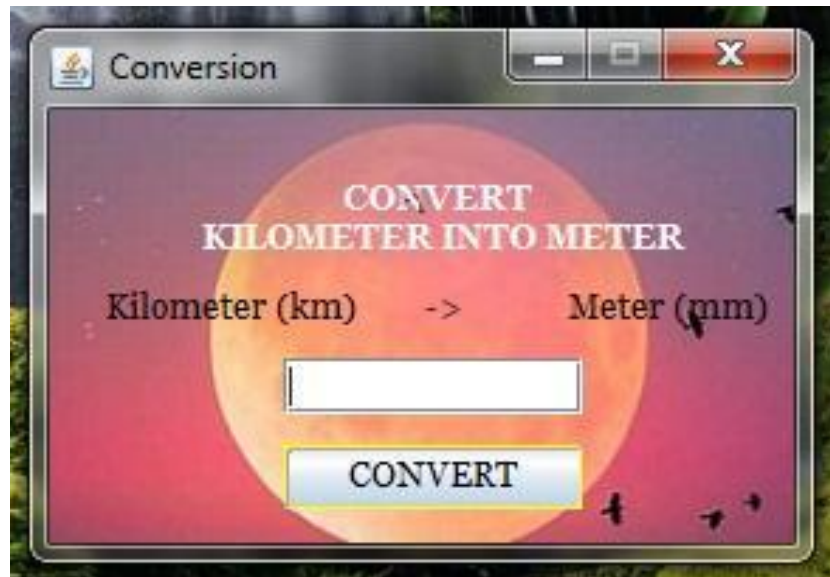 Conversion
CONVERT
KILOMETER INTO METER
Kilometer (km) -> Meter (mm)
CONVERT